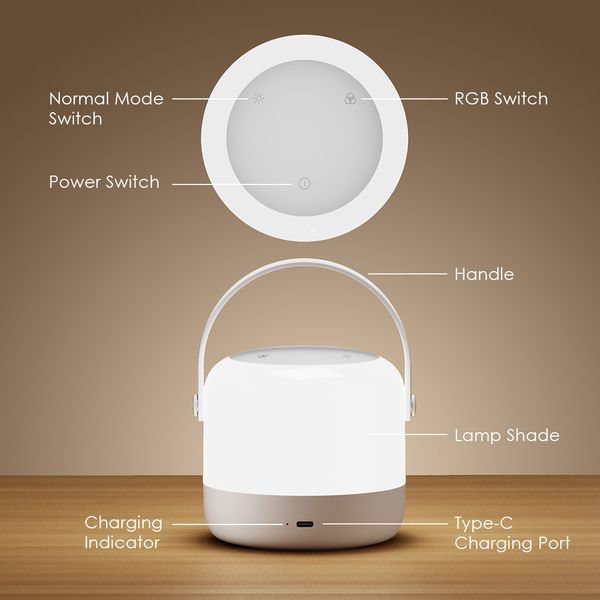 Normal Mode
Switch
RGB Switch
Power Switch
Handle
Lamp Shade
Charging
Indicator
Type-C
Charging Port